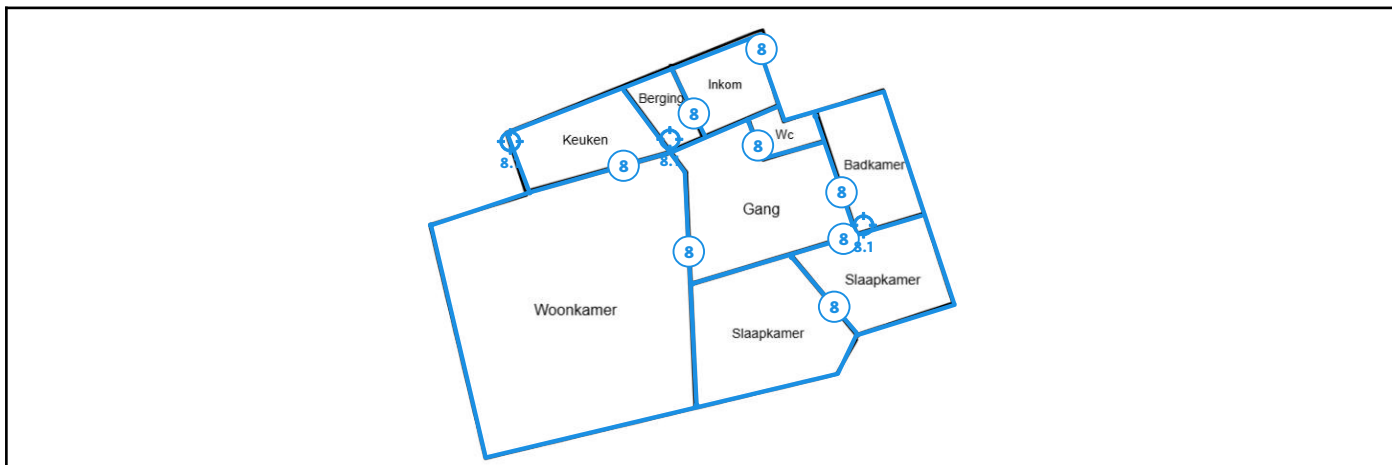 8
Inkom
Berging
8
Keuken
Wc
8
8.
8.
8
Badkamer
8
Gang
8
8.1
8
Slaapkamer
8
Woonkamer
Slaapkamer